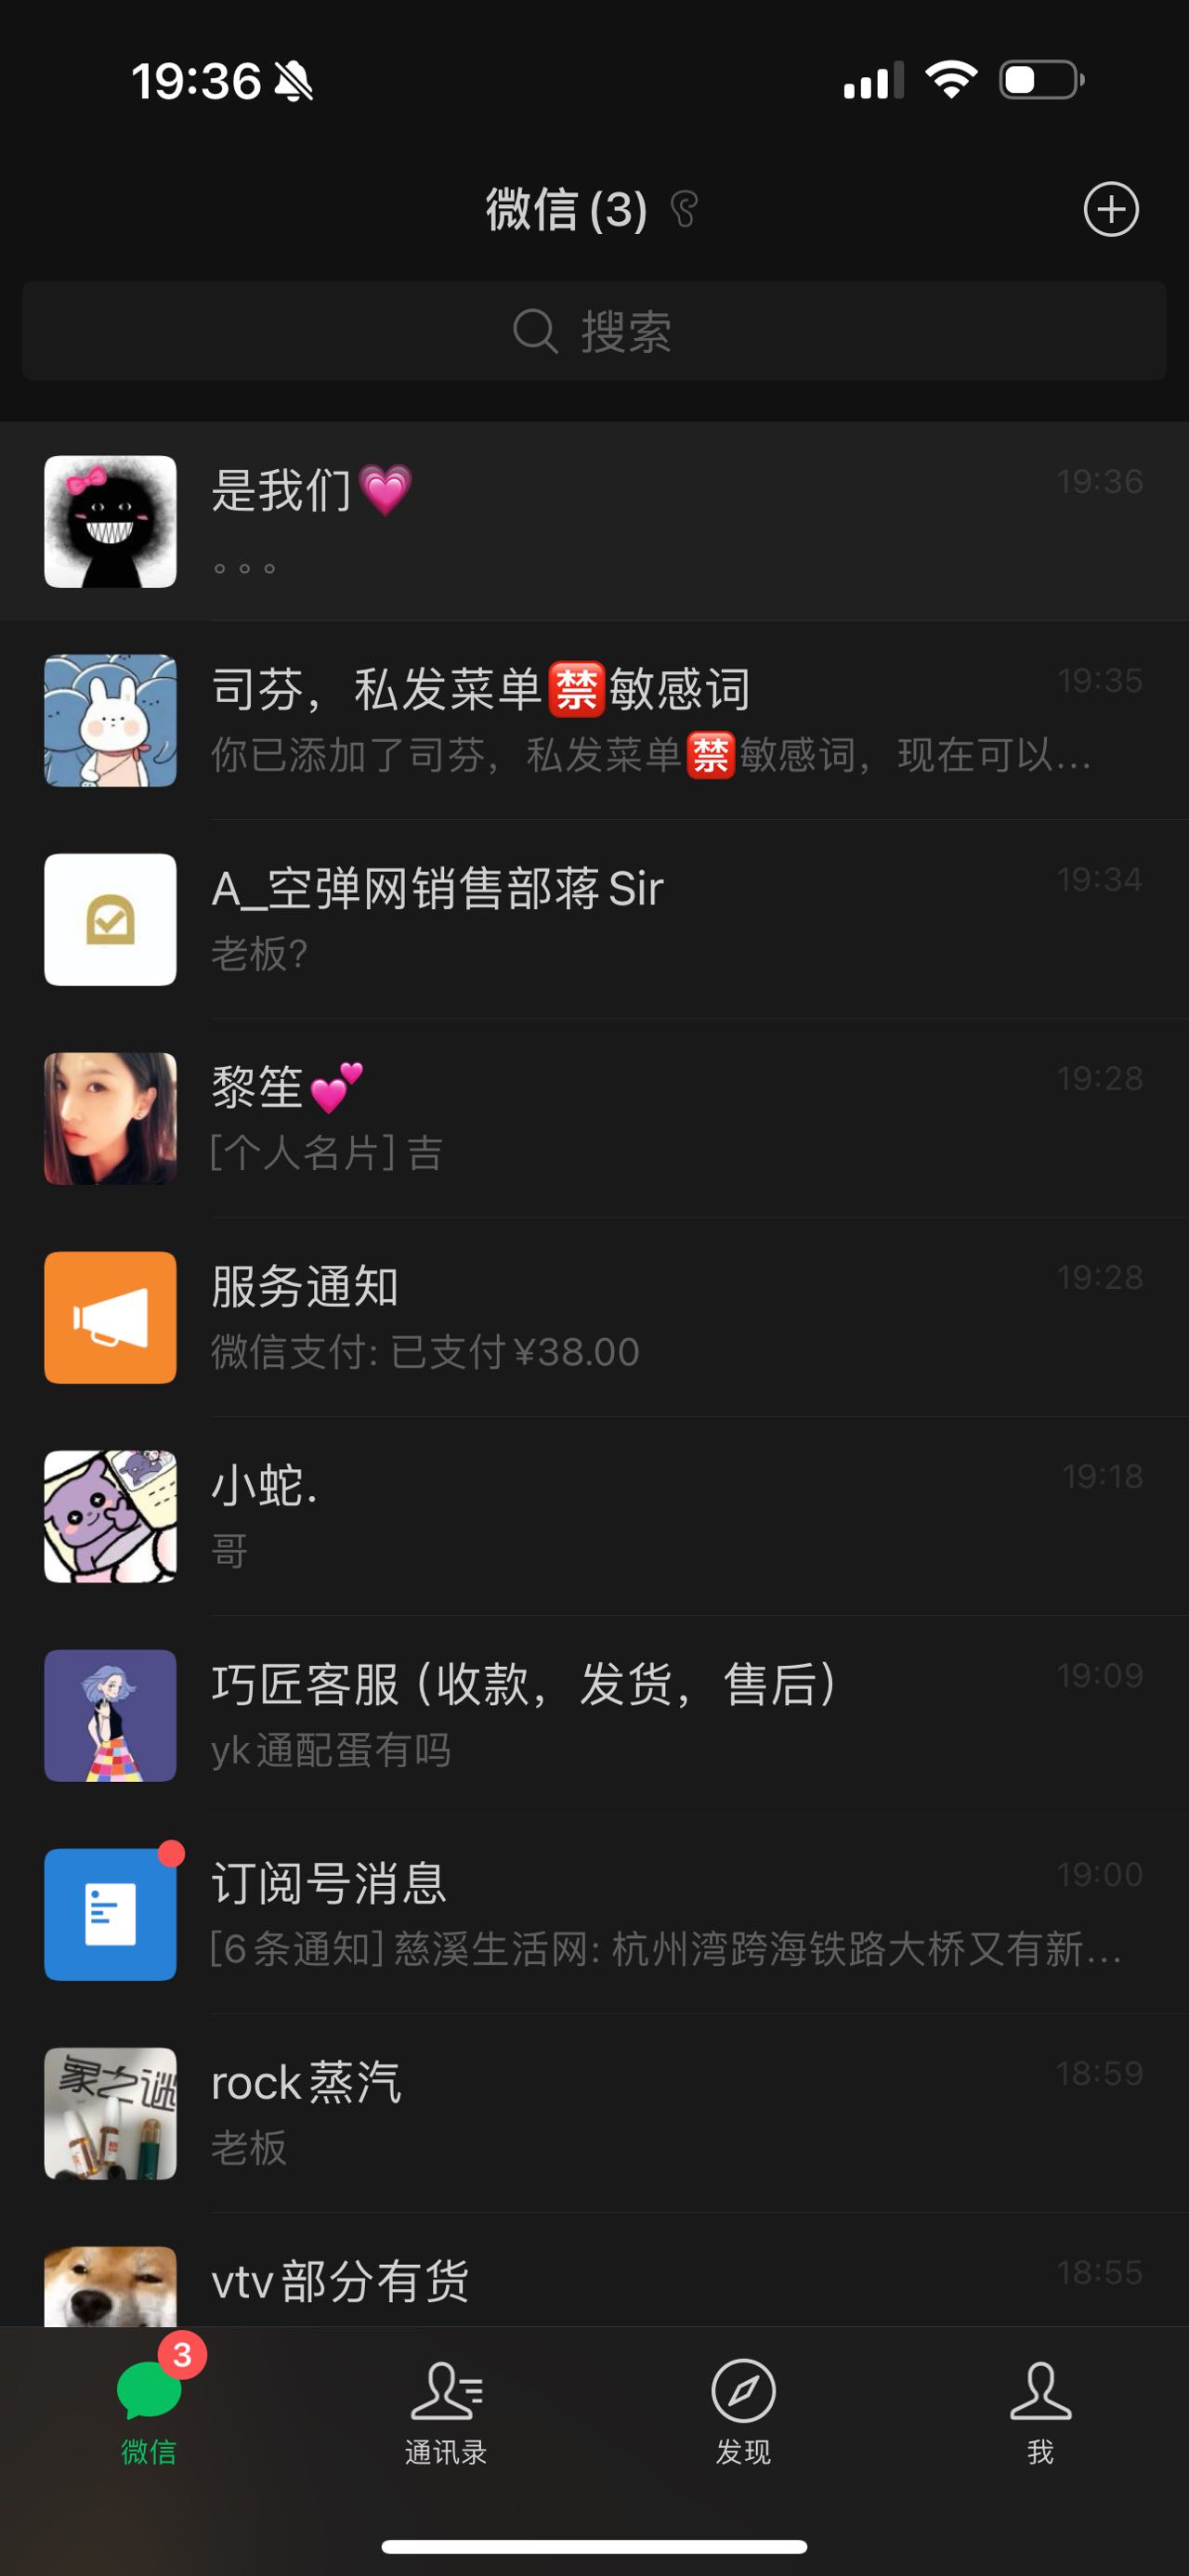 19:36
微信(3)
搜索
是我们💗
19:36
。。。
司芬，私发菜单🈲敏感词
19:35
你已添加了司芬，私发菜单🈲敏感词，现在可以...
A_空弹网销售部蒋Sir
19:34
老板?
黎笙💕
19:28
[个人名片]吉
服务通知
19:28
微信支付: 已支付¥38.00
小蛇.
19:18
哥
巧匠客服（收款，发货，售后）
19:09
yk通配蛋有吗
订阅号消息
19:00
[6条通知]慈溪生活网: 杭州湾跨海铁路大桥又有新...
rock蒸汽
18:59
老板
vtv部分有货
18:55
3
微信
通讯录
发现
我